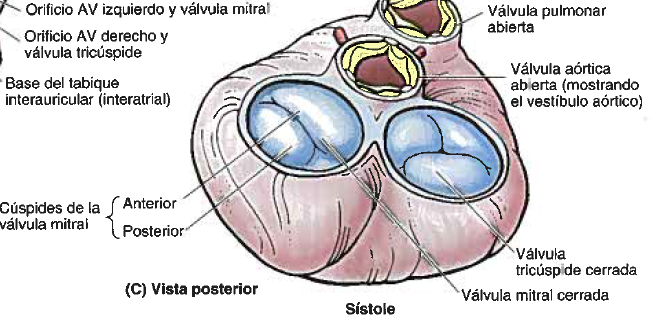 Orificio AV izquierdo y válvula mitral
Orificio AV derecho y
válvula tricúspide
Base del tabique
interauricular (interatrial)
Válvula pulmonar
abierta
Válvula aórtica
abierta (mostrando
el vestíbulo aórtico)
Cúspides de la
válvula mitral
Anterior
Posterior
Válvula
tricúspide cerrada
Válvula mitral cerrada
(C) Vista posterior
Sístole